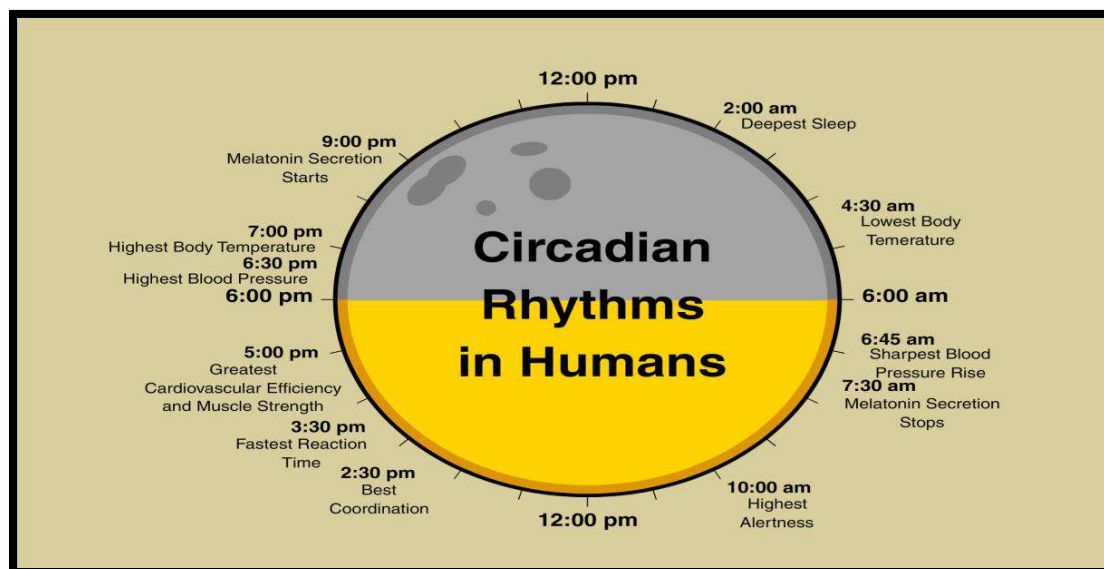 12:00 pm
2:00 am
Deepest Sleep
4:30 am
Lowest Body
Temerature
6:00 am
6:45 am
Sharpest Blood
Pressure Rise
7:30 am
Melatonin Secretion
Stops
10:00 am
Highest
Alertness
12:00 pm
2:30 pm
Best
Coordination
3:30 pm
Fastest Reaction
Time
5:00 pm
Greatest
Cardiovascular Efficiency
and Muscle Strength
6:00 pm
6:30 pm
Highest Blood Pressure
7:00 pm
Highest Body Temperature
9:00 pm
Melatonin Secretion
Starts
Circadian
Rhythms
in Humans